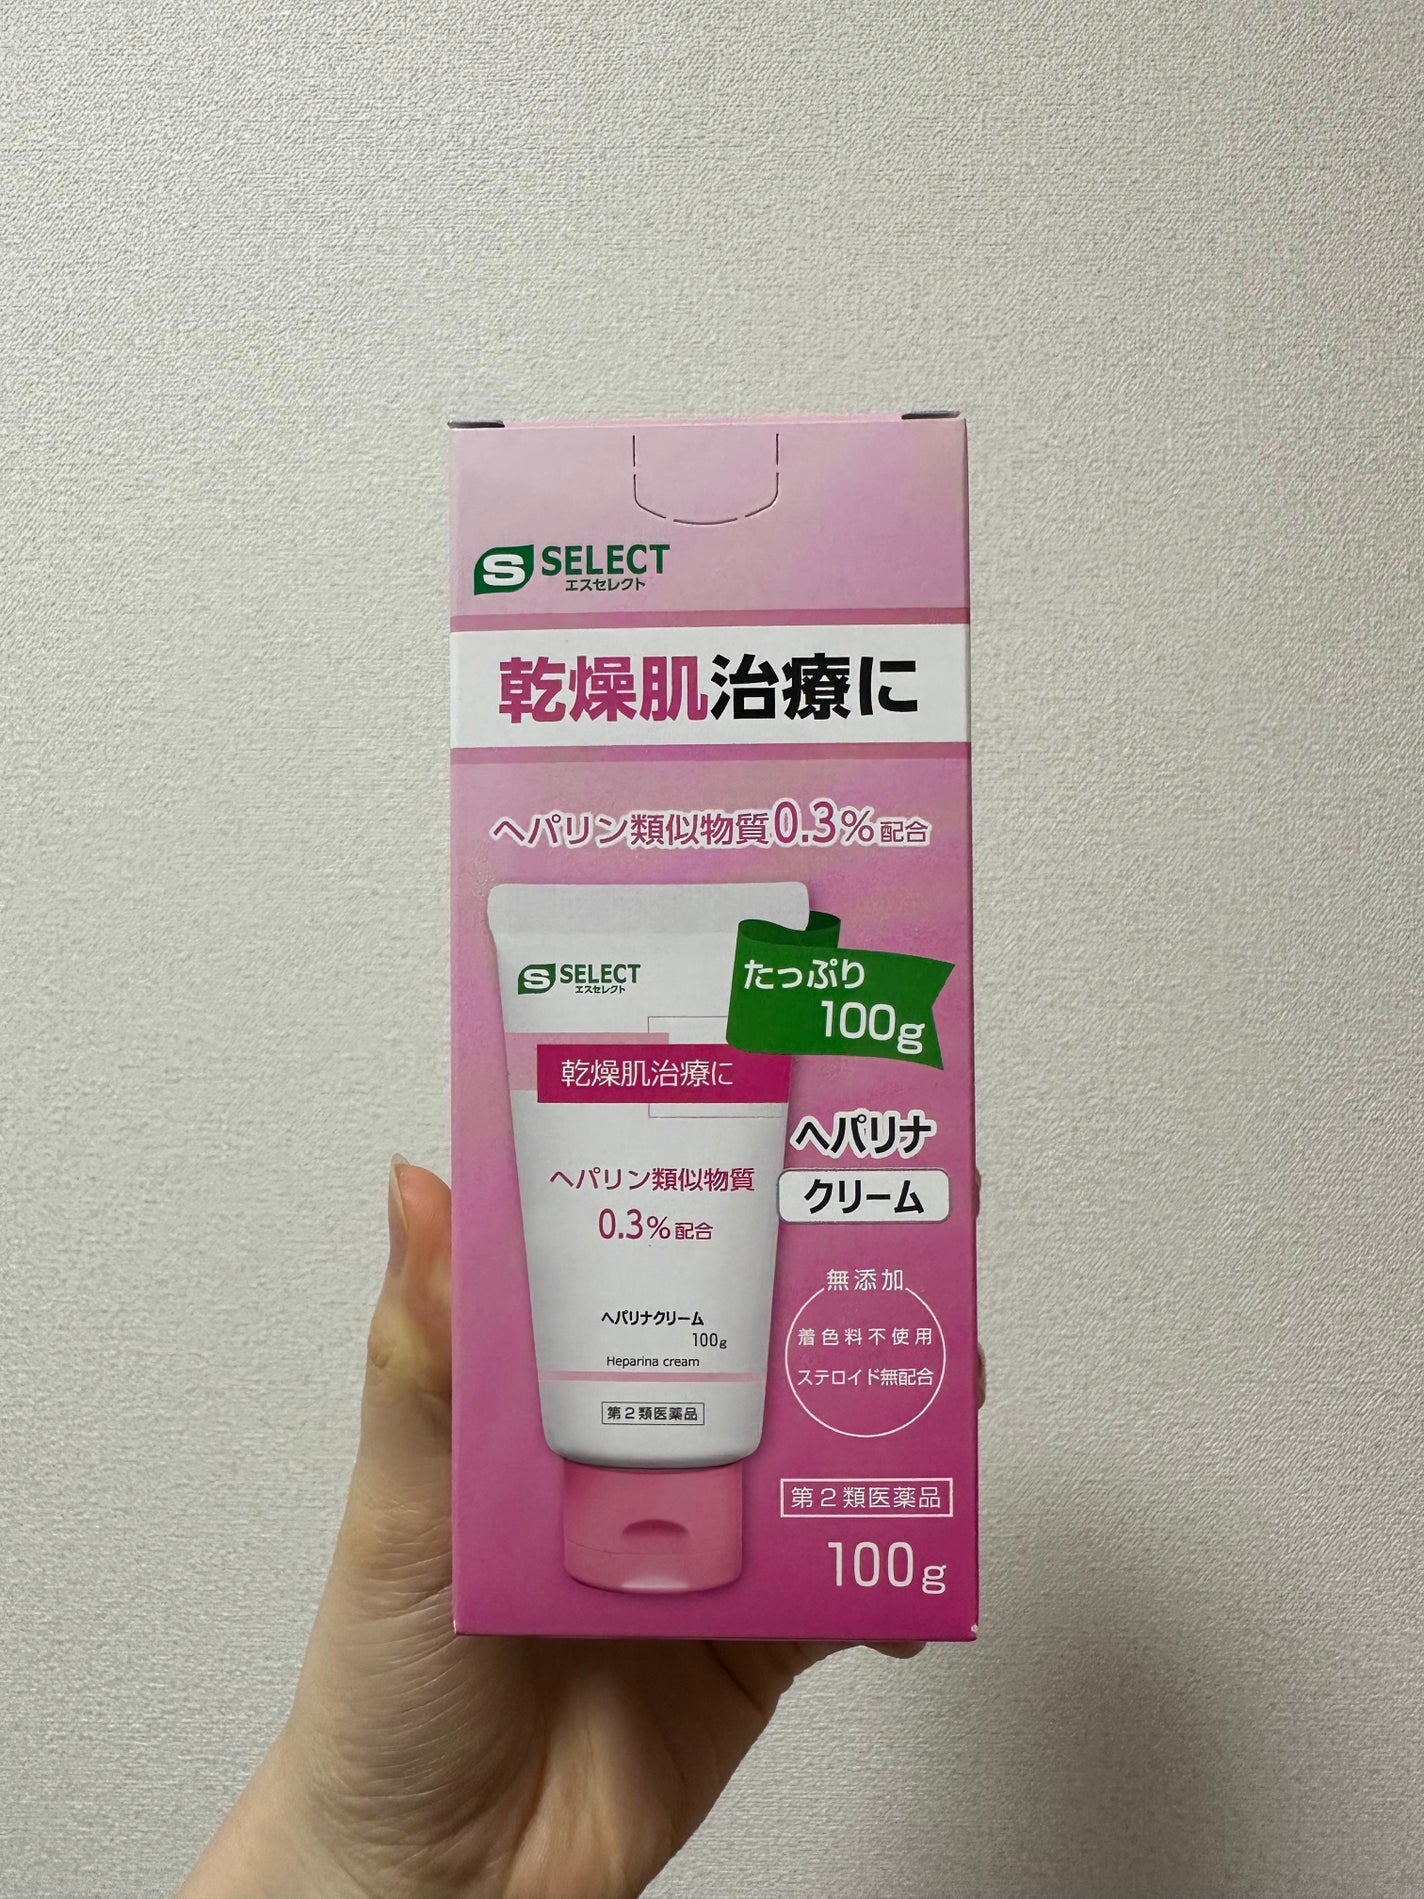 S SELECT
エスセレクト
乾燥肌治療に
ヘパリン類似物質0.3%配合
S SELECT
エスセレクト
たっぷり
100g
乾燥肌治療に
ヘパリナ
クリーム
ヘパリン類似物質
0.3%配合
無添加
着色料不使用
ステロイド無配合
ヘパリナクリーム
100g
Heparina cream
第2類医薬品
第2類医薬品
100g